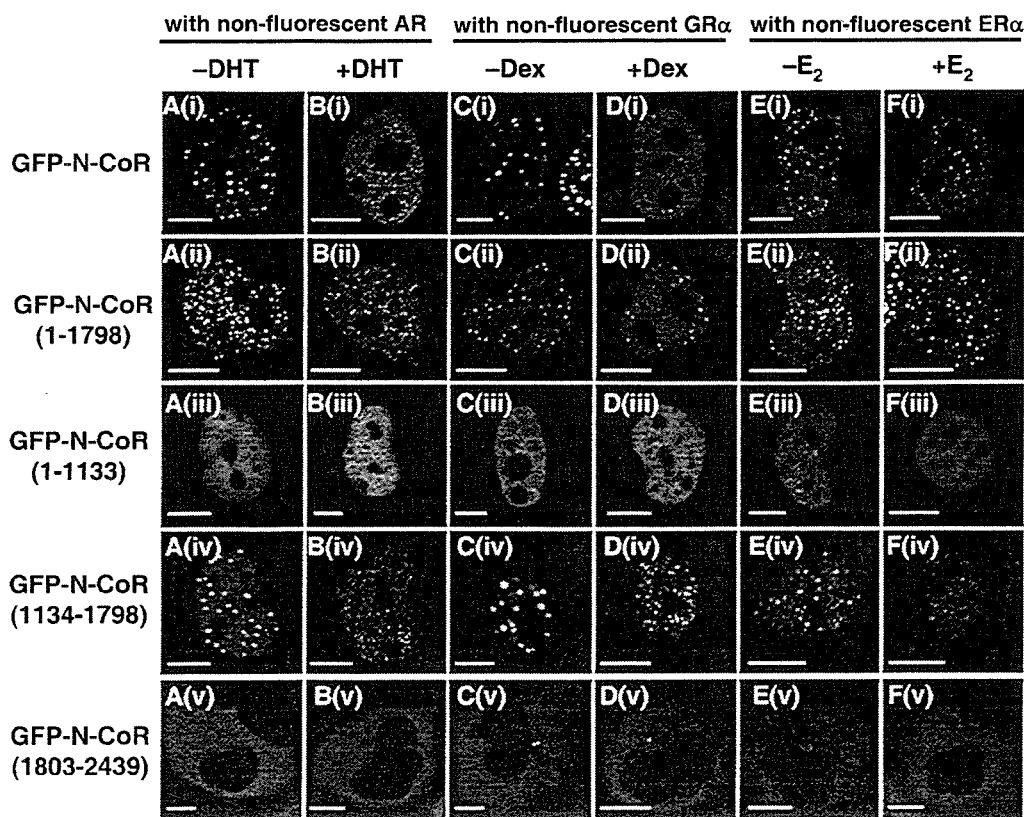 with non-fluorescent AR with non-fluorescent GRα with non-fluorescent ERα
–DHT +DHT –Dex +Dex –E2 +E2
A(i) B(i) C(i) D(i) E(i) F(i)
GFP-N-CoR
A(ii) B(ii) C(ii) D(ii) E(ii) F(ii)
GFP-N-CoR
(1-1798)
A(iii) B(iii) C(iii) D(iii) E(iii) F(iii)
GFP-N-CoR
(1-1133)
A(iv) B(iv) C(iv) D(iv) E(iv) F(iv)
GFP-N-CoR
(1134-1798)
A(v) B(v) C(v) D(v) E(v) F(v)
GFP-N-CoR
(1803-2439)